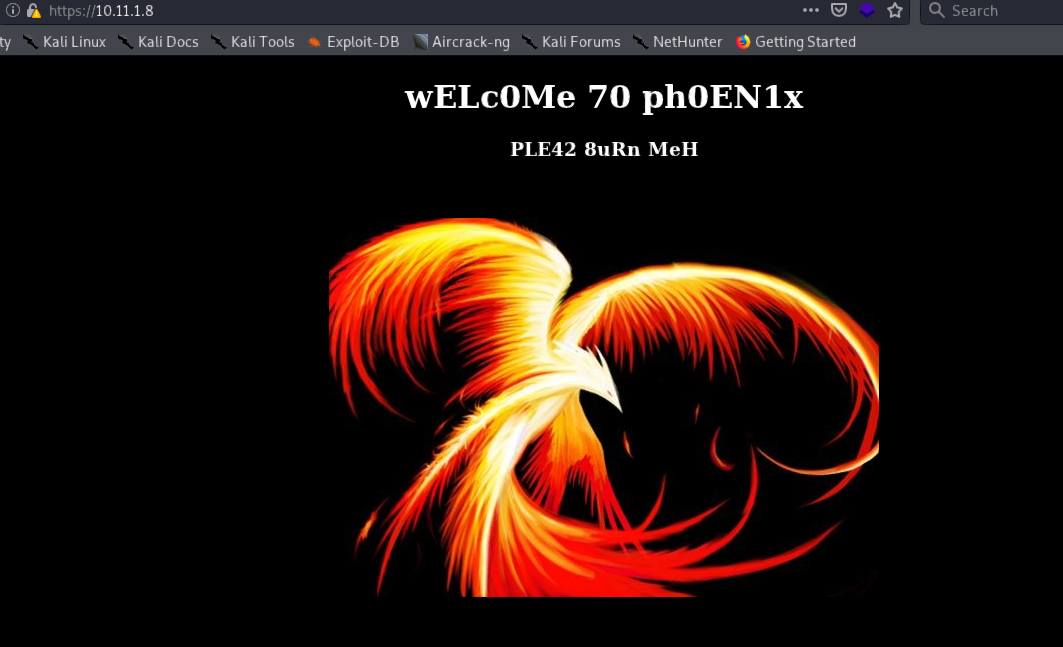 https://10.11.1.8
Search
ty Kali Linux Kali Docs Kali Tools Exploit-DB Aircrack-ng Kali Forums NetHunter Getting Started
wELc0Me 70 ph0EN1x
PLE42 8uRn MeH